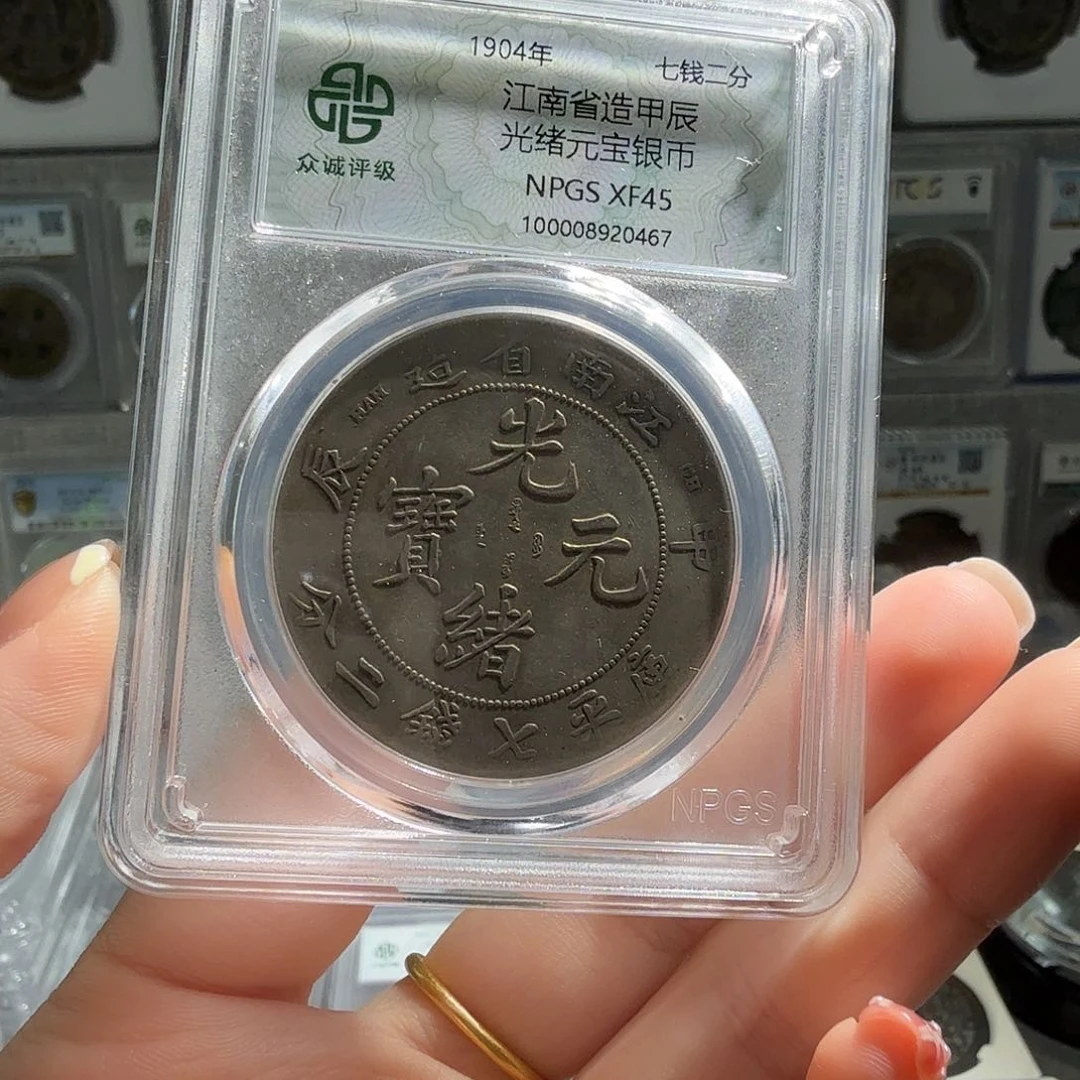 1904年 七钱二分
江南省造甲辰
光绪元宝银币
NPGS XF45
100008920467
众诚评级
江南省造
HAH
甲辰
光緒元寶
庫平七錢二分
NPGS